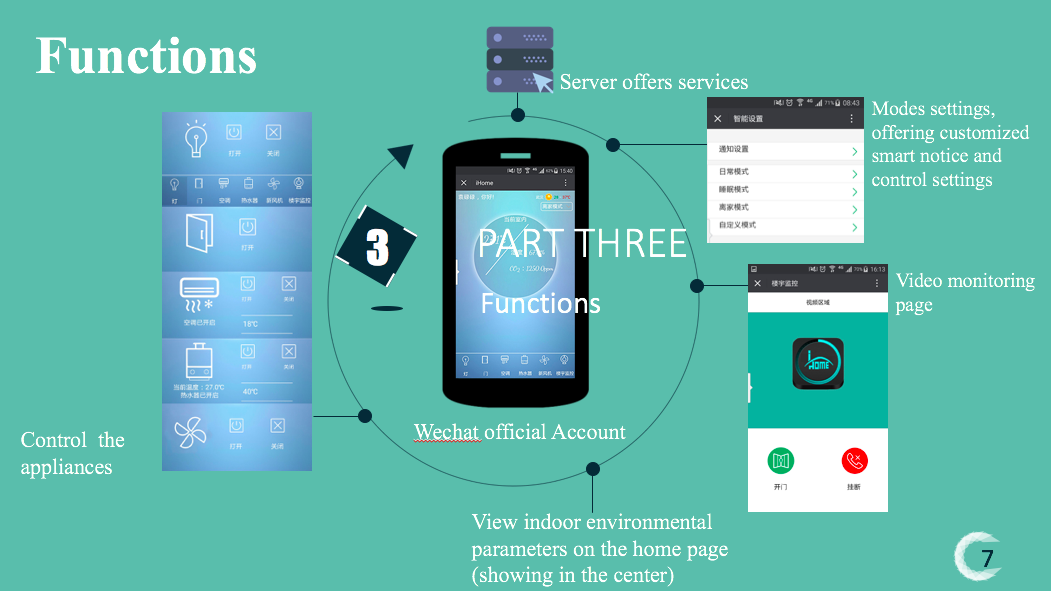 Functions
Server offers services
打开
关闭
灯
门
空调
热水器
新风机
楼宇监控
打开
打开
关闭
空调已开启
18℃
打开
关闭
当前温度：27.0℃
热水器已开启
40℃
打开
关闭
Control the
appliances
3
15:40
iHome
当前室内
离家模式
PART THREE
Functions
灯
门
空调
热水器
新风机
楼宇监控
Wechat official Account
71% 08:43
智能设置
通知设置
日常模式
睡眠模式
离家模式
自定义模式
Modes settings,
offering customized
smart notice and
control settings
16:13
楼宇监控
视频区域
iHOME
开门
挂断
Video monitoring
page
View indoor environmental
parameters on the home page
(showing in the center)
7